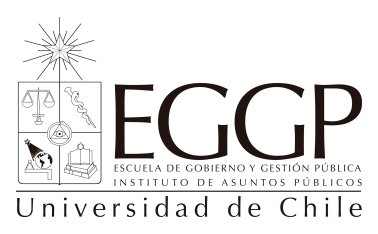 EGGP
ESCUELA DE GOBIERNO Y GESTIÓN PÚBLICA
INSTITUTO DE ASUNTOS PÚBLICOS
Universidad de Chile